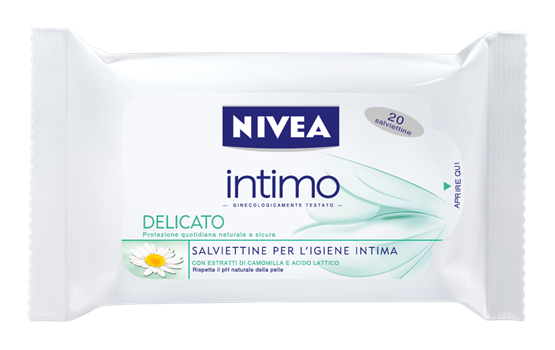 NIVEA
20
salviettine
intimo
GINECOLOGICAMENTE TESTATO
APRIRE QUI
DELICATO
Protezione quotidiana naturale e sicura
SALVIETTINE PER L'IGIENE INTIMA
CON ESTRATTI DI CAMOMILLA E ACIDO LATTICO
Rispetta il pH naturale della pelle